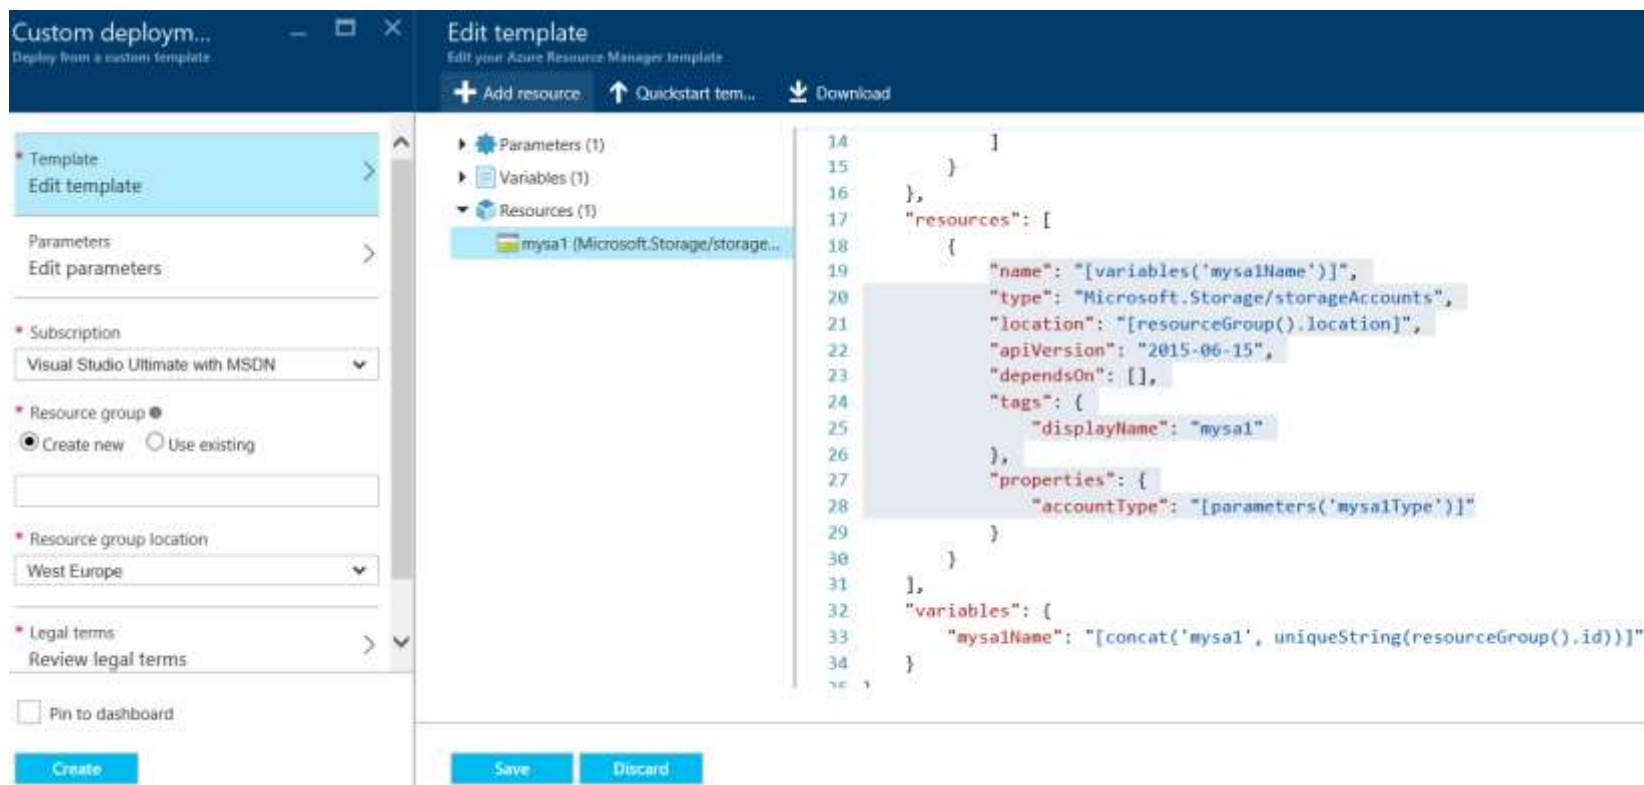 Custom deploym...
Deploy from a custom template
* Template
Edit template
Parameters
Edit parameters
* Subscription
Visual Studio Ultimate with MSDN
* Resource group
Create new Use existing
* Resource group location
West Europe
* Legal terms
Review legal terms
Pin to dashboard
Create
Edit template
Edit your Azure Resource Manager template
Add resource Quickstart tem... Download
Parameters (1)
Variables (1)
Resources (1)
mysa1 (Microsoft.Storage/storage...
14 ]
15 }
16 },
17 "resources": [
18 {
19 "name": "[variables('mysa1Name')]",
20 "type": "Microsoft.Storage/storageAccounts",
21 "location": "[resourceGroup().location]",
22 "apiVersion": "2015-06-15",
23 "dependsOn": [],
24 "tags": {
25 "displayName": "mysa1"
26 },
27 "properties": {
28 "accountType": "[parameters('mysa1Type')]"
29 }
30 }
31 ],
32 "variables": {
33 "mysa1Name": "[concat('mysa1', uniqueString(resourceGroup().id))]"
34 }
Save Discard